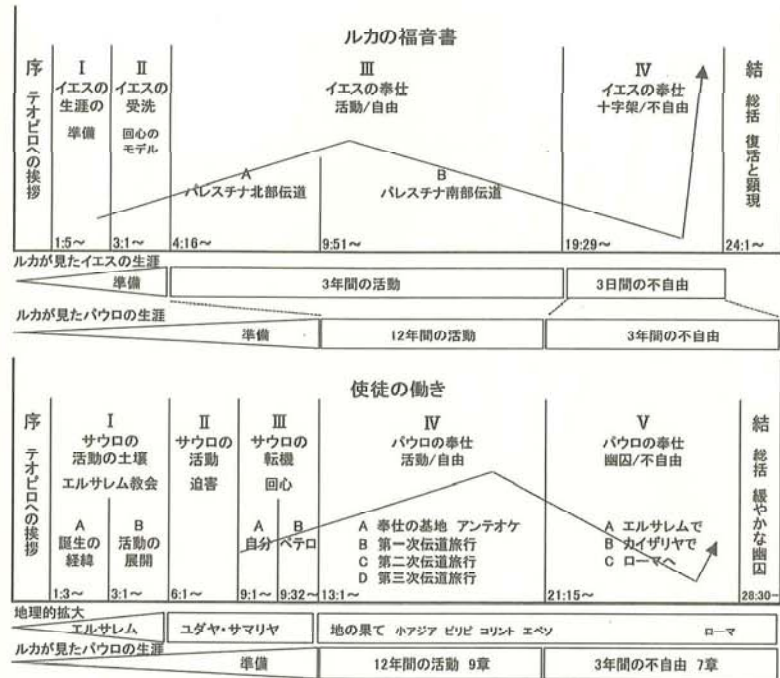 ルカの福音書
序
テオピロへの挨拶
I
イエスの
生涯の
準備
1:5～
II
イエスの
受洗
回心の
モデル
3:1～
III
イエスの奉仕
活動/自由
A
パレスチナ北部伝道
4:16～
B
パレスチナ南部伝道
9:51～
IV
イエスの奉仕
十字架/不自由
19:29～
結
総括 復活と顕現
24:1～
ルカが見たイエスの生涯
準備
3年間の活動
3日間の不自由
ルカが見たパウロの生涯
準備
12年間の活動
3年間の不自由
使徒の働き
序
テオピロへの挨拶
I
サウロの
活動の土壌
エルサレム教会
A
誕生の
経緯
1:3～
B
活動の
展開
3:1～
II
サウロの
活動
迫害
6:1～
III
サウロの
転機
回心
A
自分
9:1～
B
ペテロ
9:32～
IV
パウロの奉仕
活動/自由
A 奉仕の基地 アンテオケ
B 第一次伝道旅行
C 第二次伝道旅行
D 第三次伝道旅行
13:1～
V
パウロの奉仕
幽囚/不自由
A エルサレムで
B カイザリヤで
C ローマへ
21:15～
結
総括 緩やかな幽囚
28:30～
地理的拡大
エルサレム
ユダヤ・サマリヤ
地の果て 小アジア ピリピ コリント エペソ ローマ
ルカが見たパウロの生涯
準備
12年間の活動 9章
3年間の不自由 7章